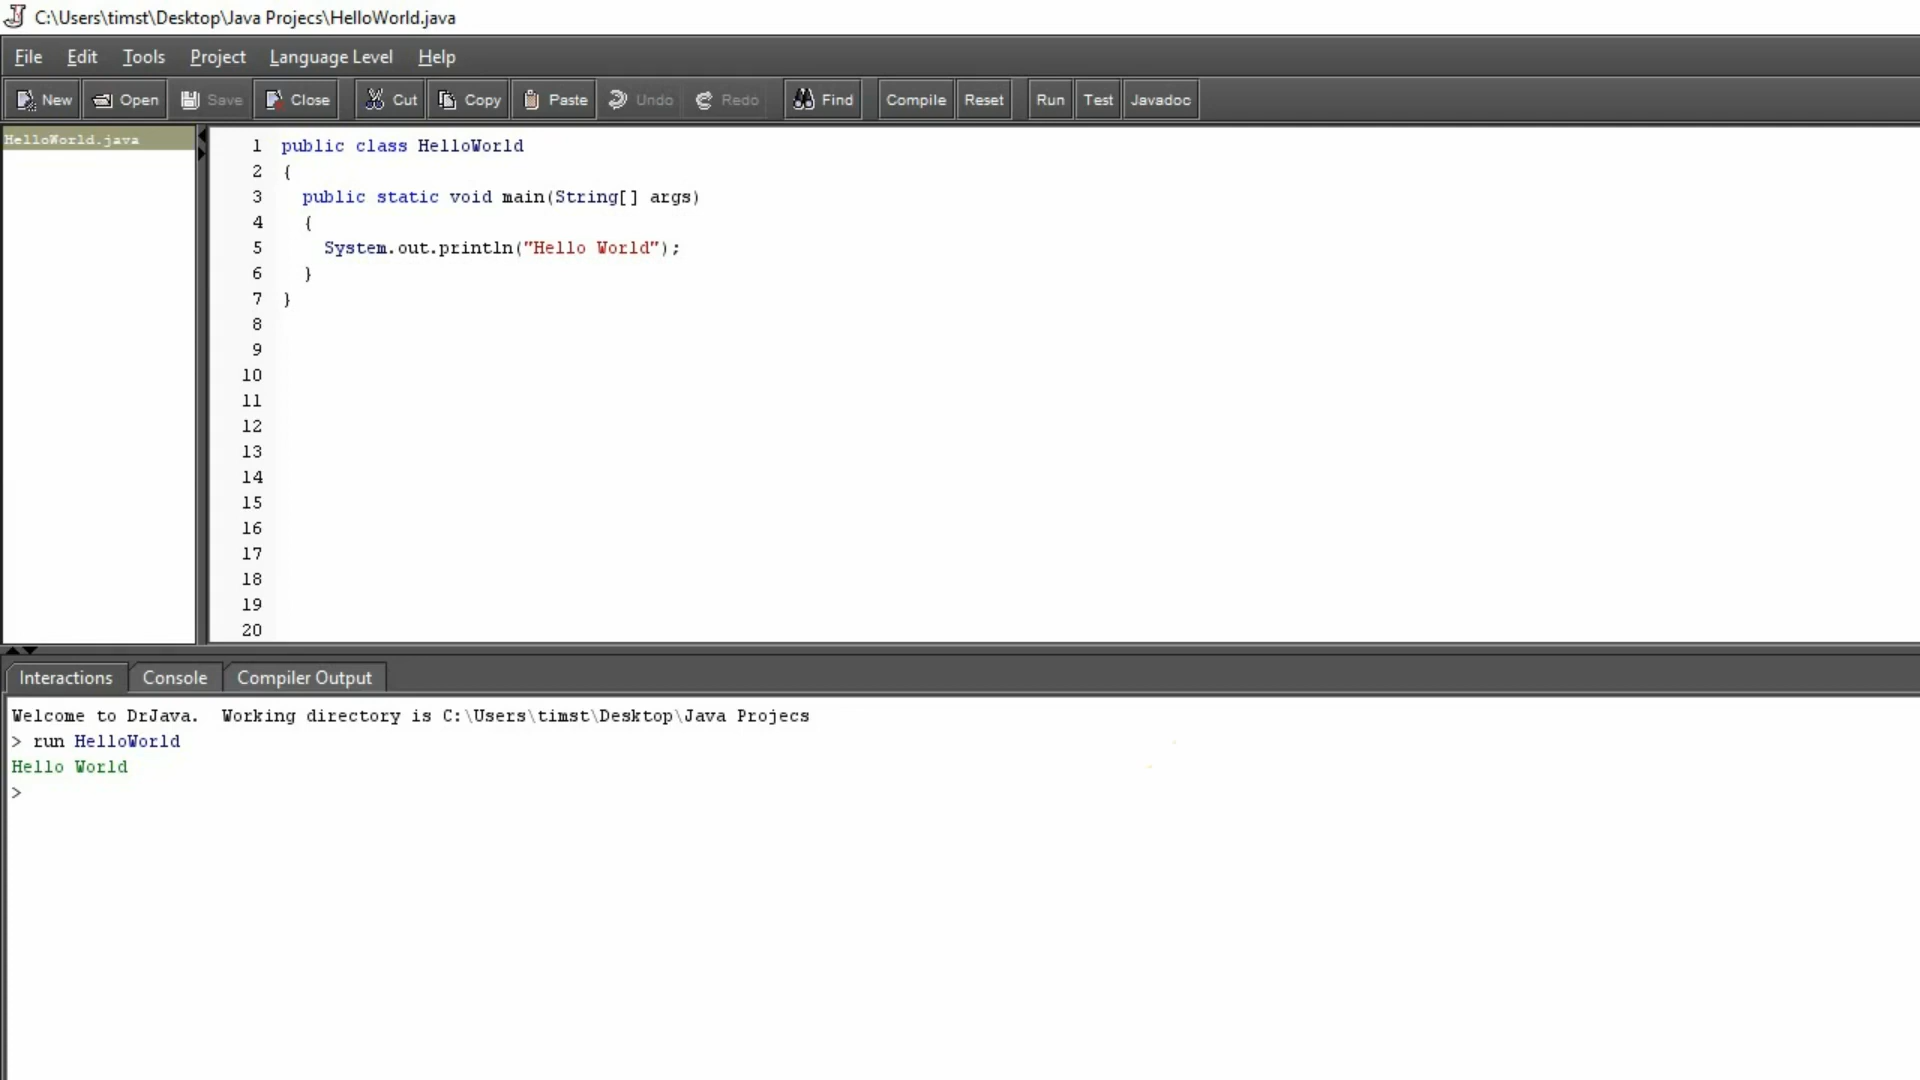 C:\Users\timst\Desktop\Java Projecs\HelloWorld.java
File Edit Tools Project Language Level Help
New Open Save Close Cut Copy Paste Undo Redo Find Compile Reset Run Test Javadoc
HelloWorld.java
1 public class HelloWorld
2 {
3 public static void main(String[] args)
4 {
5 System.out.println("Hello World");
6 }
7 }
8
9
10
11
12
13
14
15
16
17
18
19
20
Interactions Console Compiler Output
Welcome to DrJava.  Working directory is C:\Users\timst\Desktop\Java Projecs
> run HelloWorld
Hello World
>